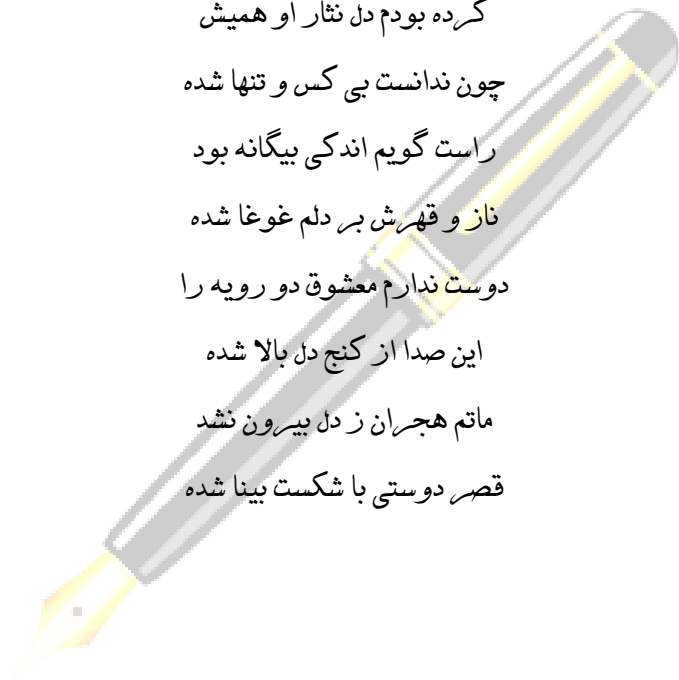 کرده بودم دل نثار او همیش
چون ندانست بی کس و تنها شده
راست گویم اندکی بیگانه بود
ناز و قهرش بر دلم غوغا شده
دوست ندارم معشوق دو رویه را
این صدا از کنج دل بالا شده
ماتم هجران ز دل بیرون نشد
قصر دوستی با شکست بینا شده